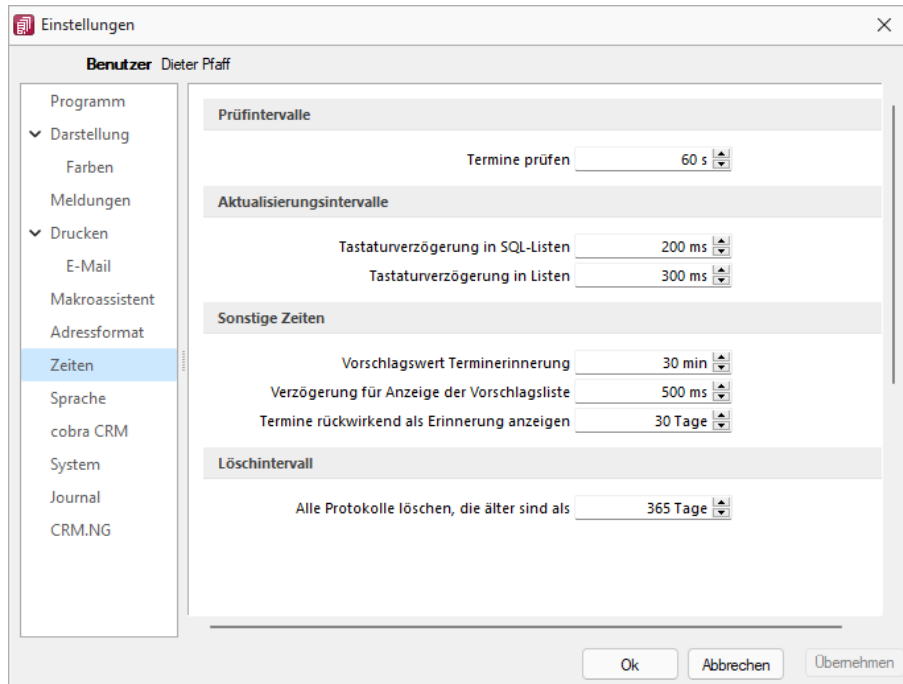 Einstellungen
Benutzer Dieter Pfaff
Programm
Darstellung
Farben
Meldungen
Drucken
E-Mail
Makroassistent
Adressformat
Zeiten
Sprache
cobra CRM
System
Journal
CRM.NG
Prüfintervalle
Termine prüfen 60 s
Aktualisierungsintervalle
Tastaturverzögerung in SQL-Listen 200 ms
Tastaturverzögerung in Listen 300 ms
Sonstige Zeiten
Vorschlagswert Terminerinnerung 30 min
Verzögerung für Anzeige der Vorschlagsliste 500 ms
Termine rückwirkend als Erinnerung anzeigen 30 Tage
Löschintervall
Alle Protokolle löschen, die älter sind als 365 Tage
Ok Abbrechen Übernehmen